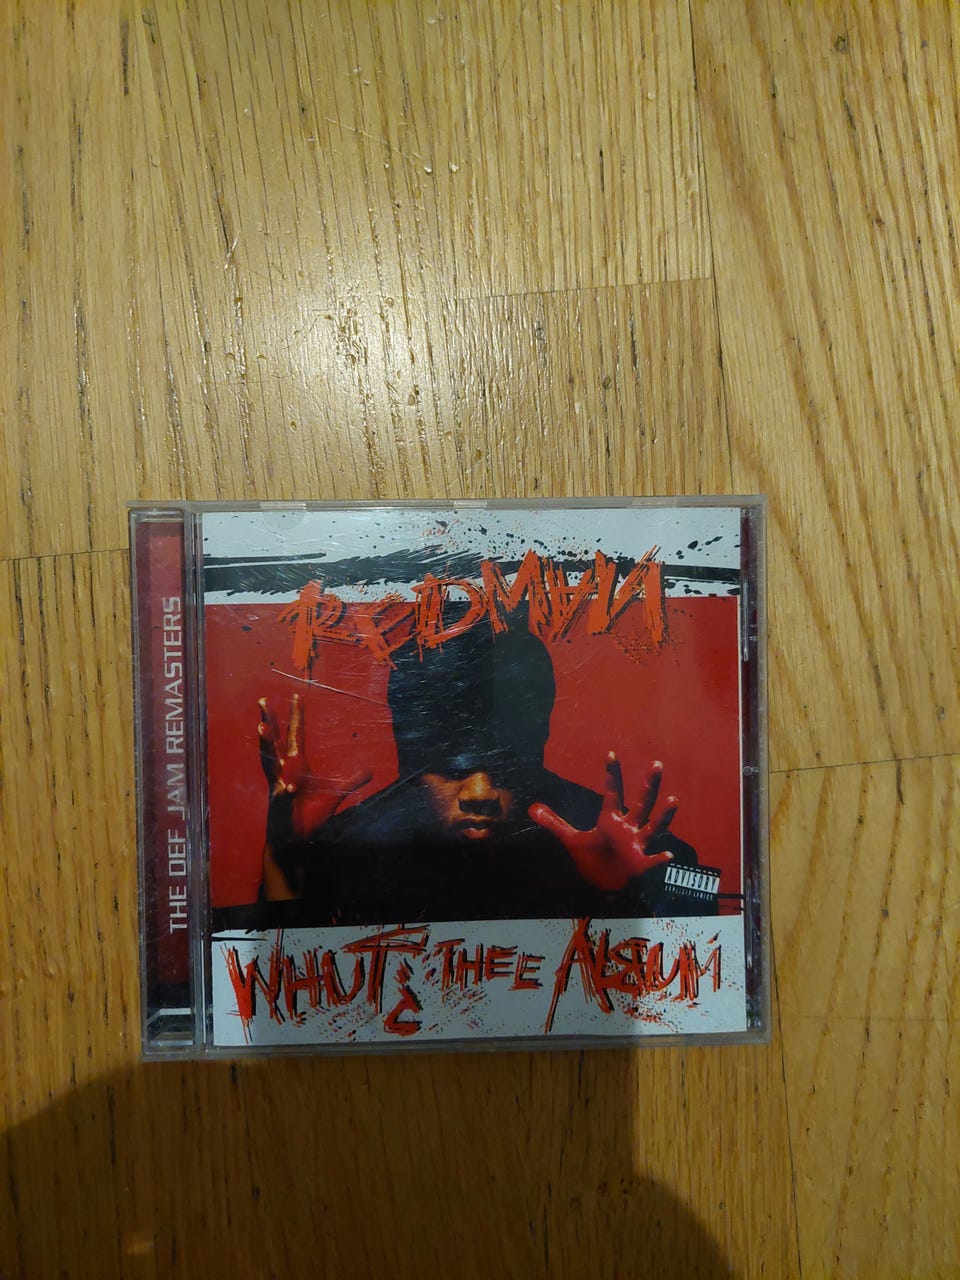 THE DEF JAM REMASTERS
REDMAN
PARENTAL
ADVISORY
EXPLICIT LYRICS
WHUT? THEE ALBUM